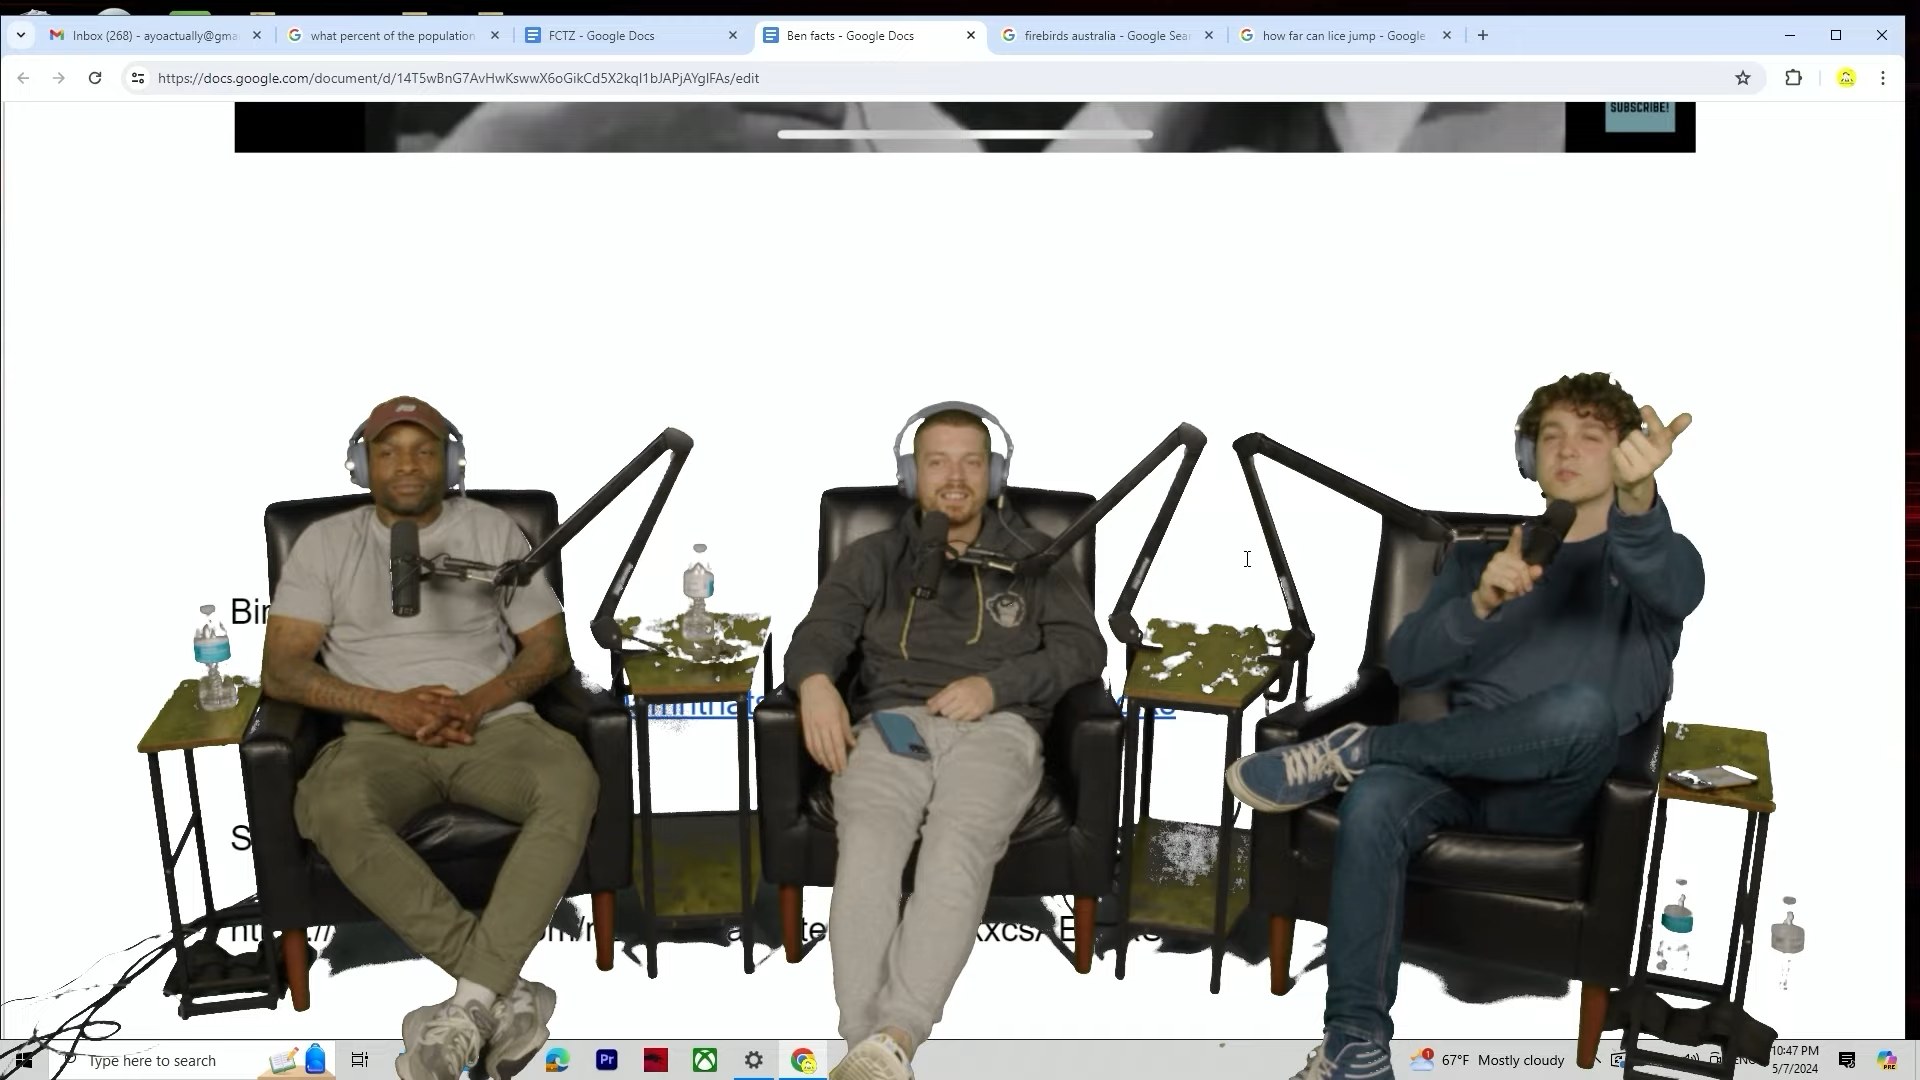 Inbox (268) - ayoactually@gma
what percent of the population
FCTZ - Google Docs
Ben facts - Google Docs
firebirds australia - Google Sea
how far can lice jump - Google
https://docs.google.com/document/d/14T5wBnG7AvHwKswwX6oGikCd5X2kqI1bJAPjAYgIFAs/edit
SUBSCRIBE!
Type here to search
Pr
67°F Mostly cloudy
10:47 PM
5/7/2024